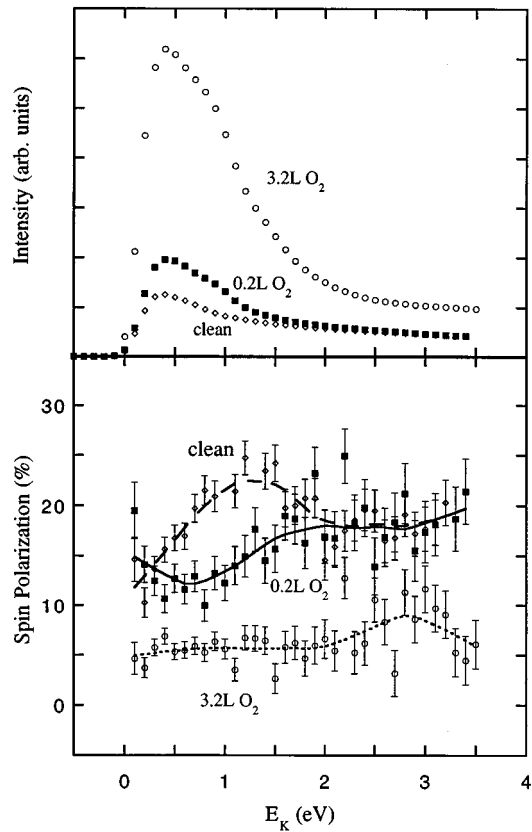 Intensity (arb. units)
3.2L O₂
0.2L O₂
clean
Spin Polarization (%)
30
20
10
0
clean
0.2L O₂
3.2L O₂
0 1 2 3 4
E_K (eV)